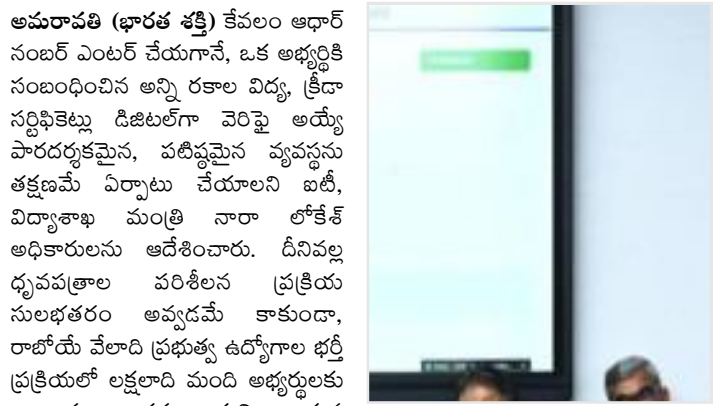 అమరావతి (భారత శక్తి) కేవలం ఆధార్
నంబర్ ఎంటర్ చేయగానే, ఒక అభ్యర్థికి
సంబంధించిన అన్ని రకాల విద్య, క్రీడా
సర్టిఫికెట్లు డిజిటల్‌గా వెరిఫై అయ్యే
పారదర్శకమైన, పటిష్ఠమైన వ్యవస్థను
తక్షణమే ఏర్పాటు చేయాలని ఐటీ,
విద్యాశాఖ మంత్రి నారా లోకేశ్
అధికారులను ఆదేశించారు. దీనివల్ల
ధృవపత్రాల పరిశీలన ప్రక్రియ
సులభతరం అవ్వడమే కాకుండా,
రాబోయే వేలాది ప్రభుత్వ ఉద్యోగాల భర్తీ
ప్రక్రియలో లక్షలాది మంది అభ్యర్థులకు